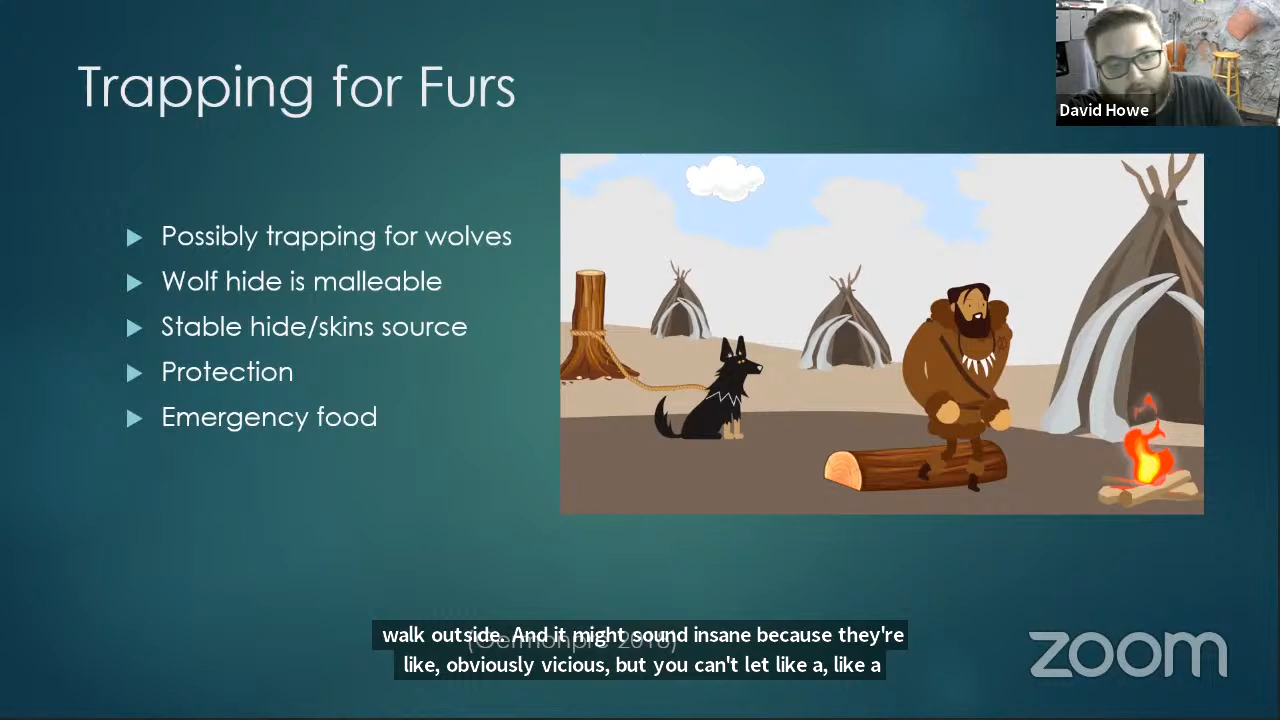 Trapping for Furs
David Howe
Possibly trapping for wolves
Wolf hide is malleable
Stable hide/skins source
Protection
Emergency food
(Germonpré 2018)
walk outside. And it might sound insane because they're
like, obviously vicious, but you can't let like a, like a
zoom